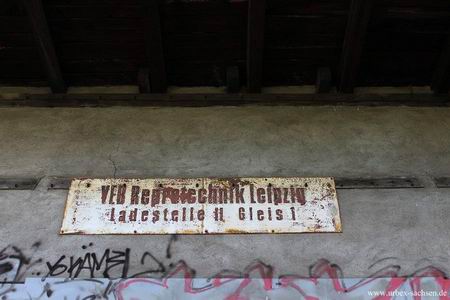 VEB Reprotechnik Leipzig
Ladestelle II Gleis 1
www.urbex-sachsen.de